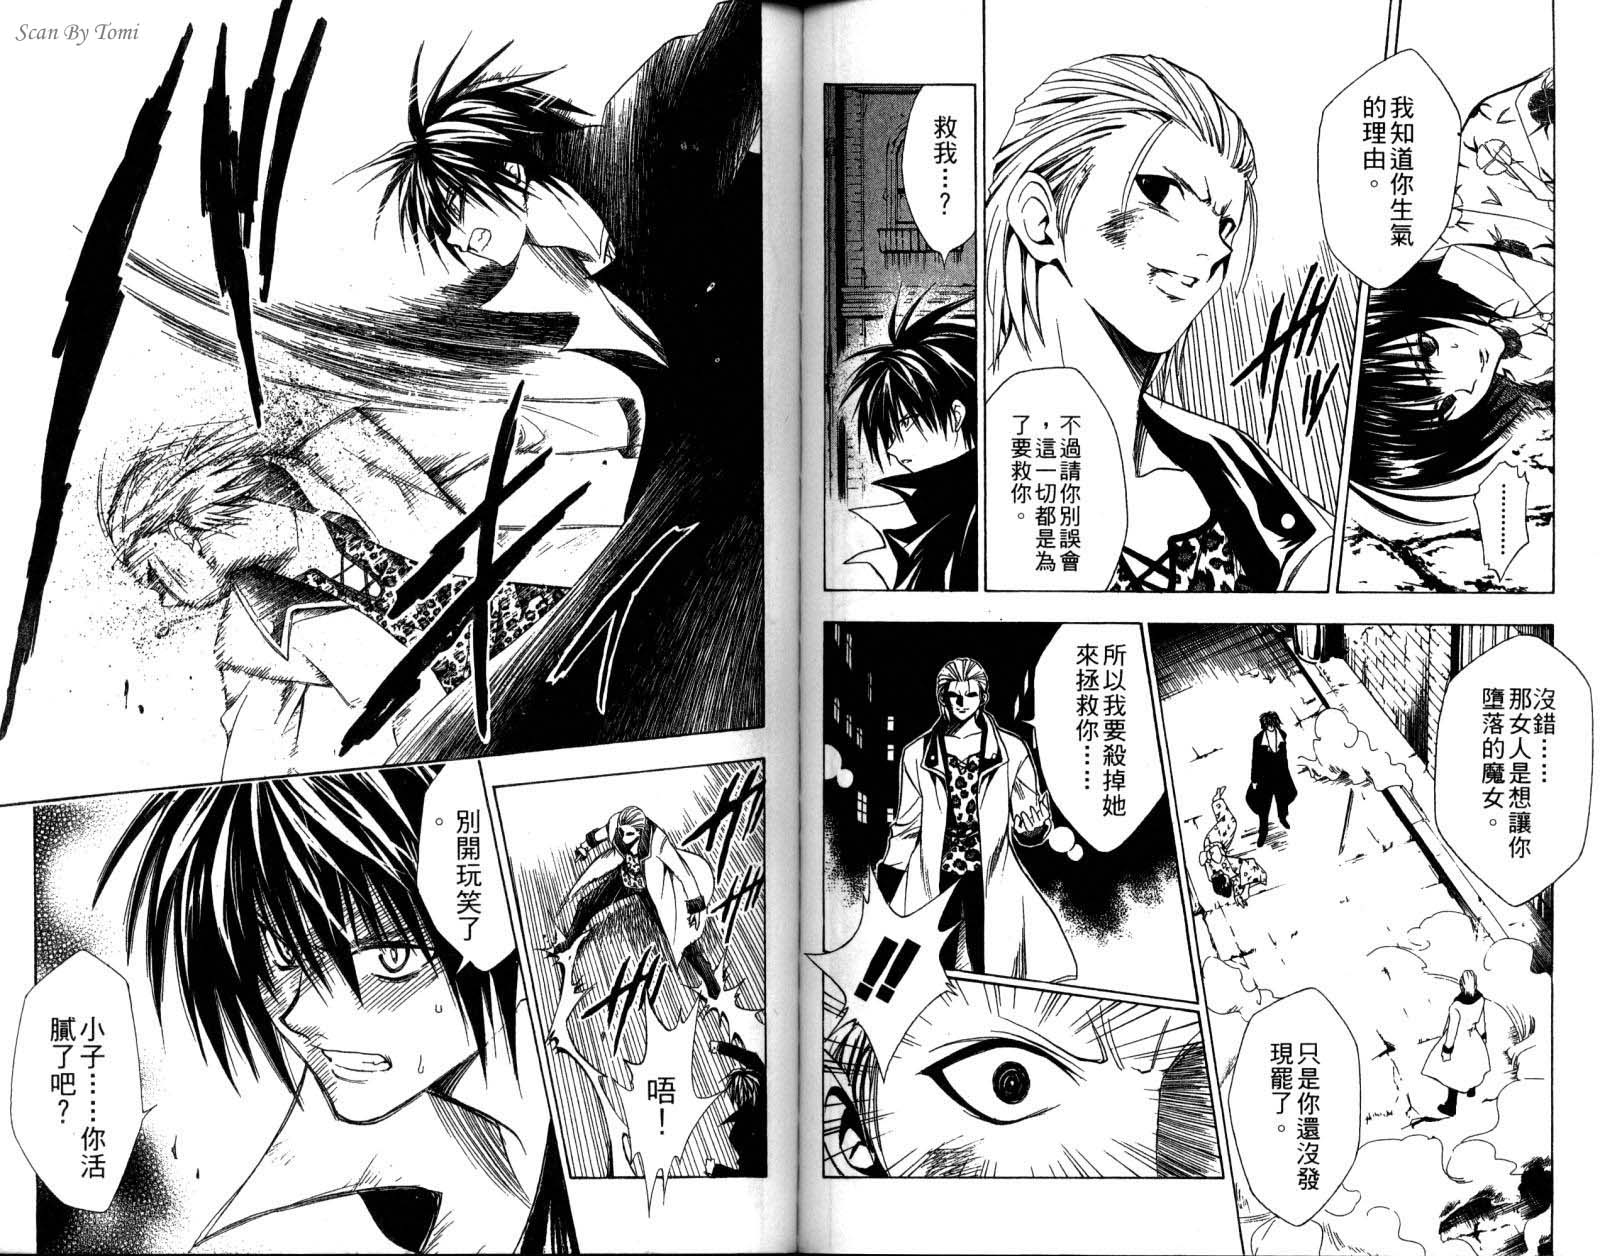 Scan By Tomi
我知道你生氣
的理由。
………
不過請你別誤會
，這一切都是為
了要救你。
救我…？
沒錯……
那女人是想讓你
墮落的魔女。
只是你還沒發
現罷了。
所以我要殺掉她
來拯救你……
!!
唔！
別開玩笑了
。
小子……你活
膩了吧？